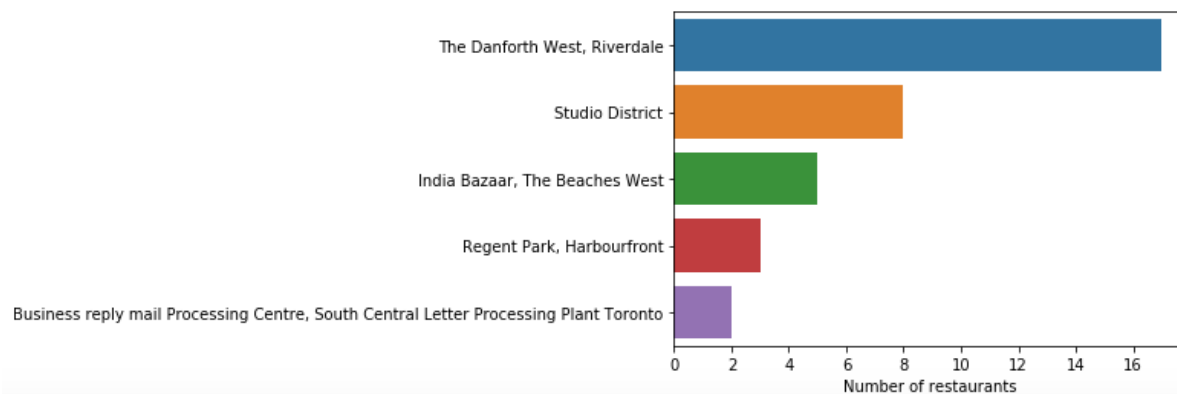 The Danforth West, Riverdale
Studio District
India Bazaar, The Beaches West
Regent Park, Harbourfront
Business reply mail Processing Centre, South Central Letter Processing Plant Toronto
0 2 4 6 8 10 12 14 16
Number of restaurants